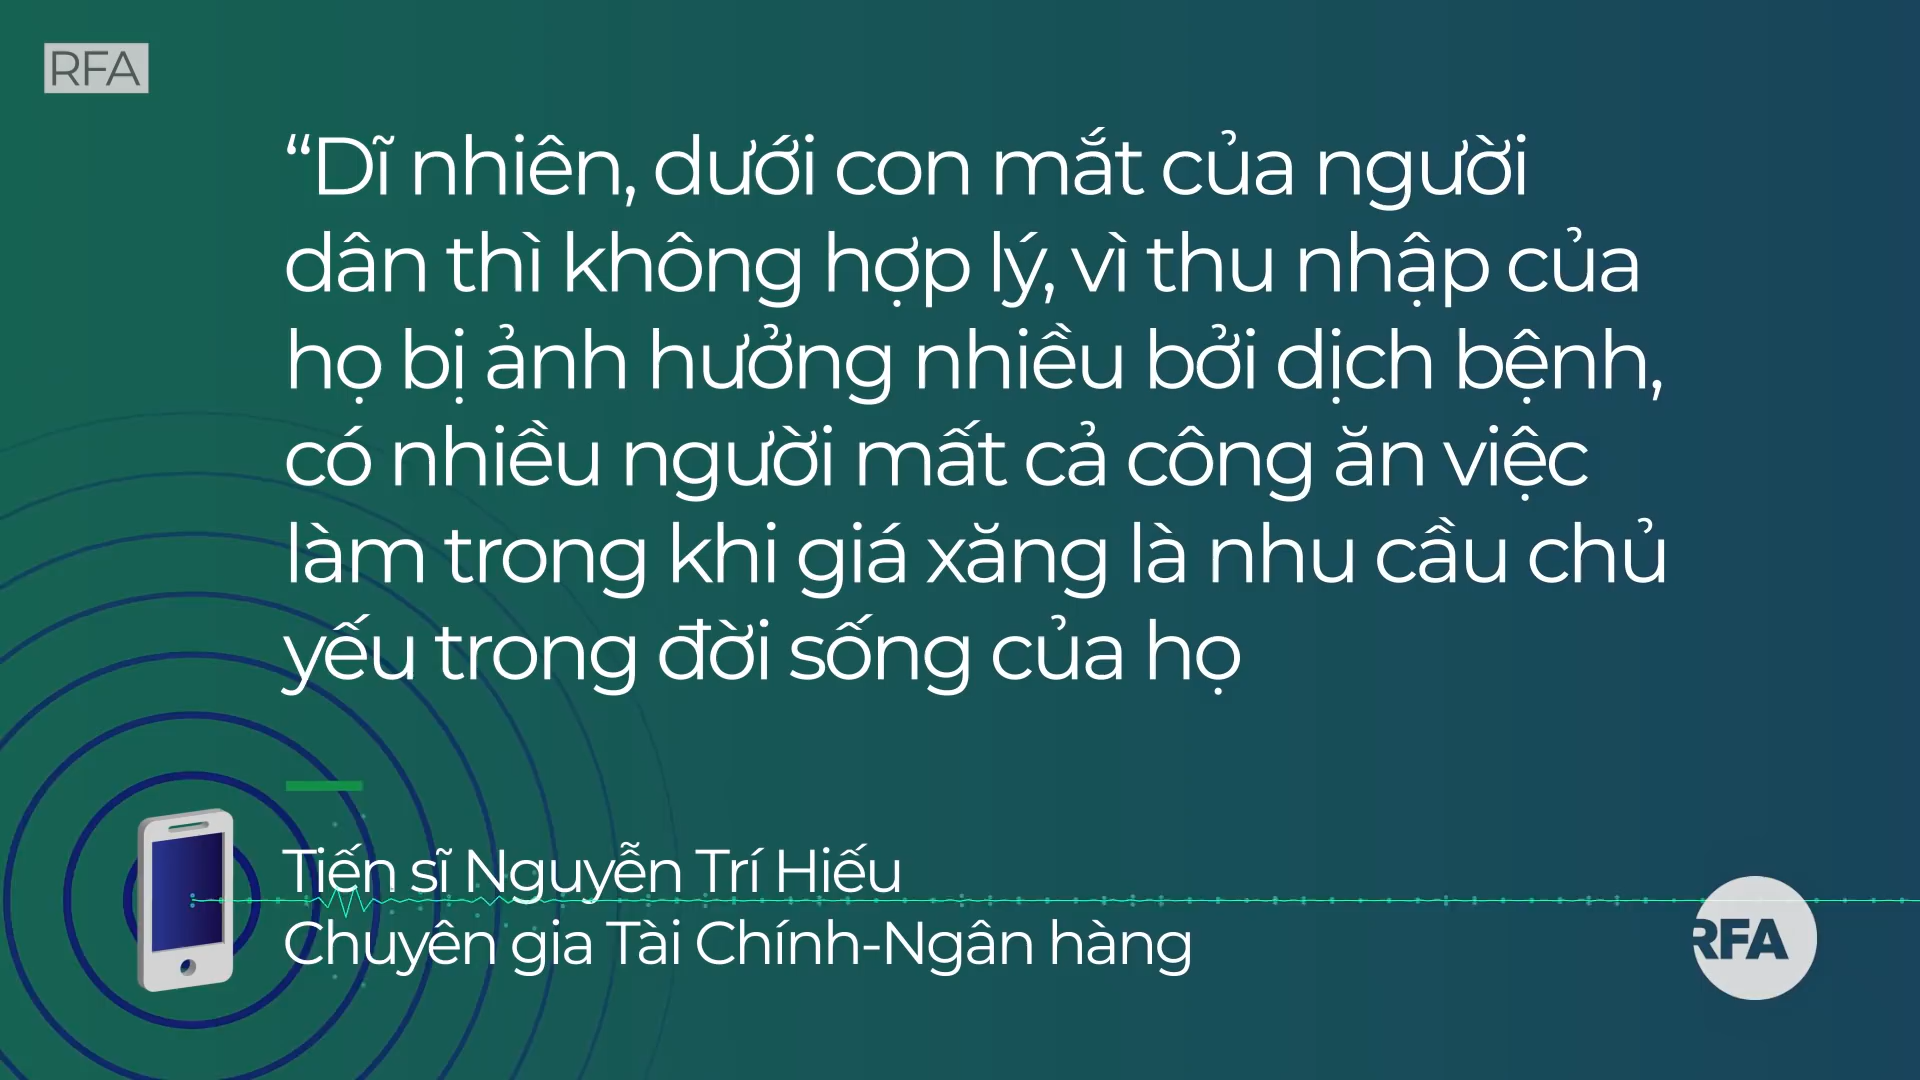 RFA
“Dĩ nhiên, dưới con mắt của người
dân thì không hợp lý, vì thu nhập của
họ bị ảnh hưởng nhiều bởi dịch bệnh,
có nhiều người mất cả công ăn việc
làm trong khi giá xăng là nhu cầu chủ
yếu trong đời sống của họ
Tiến sĩ Nguyễn Trí Hiếu
Chuyên gia Tài Chính-Ngân hàng
RFA